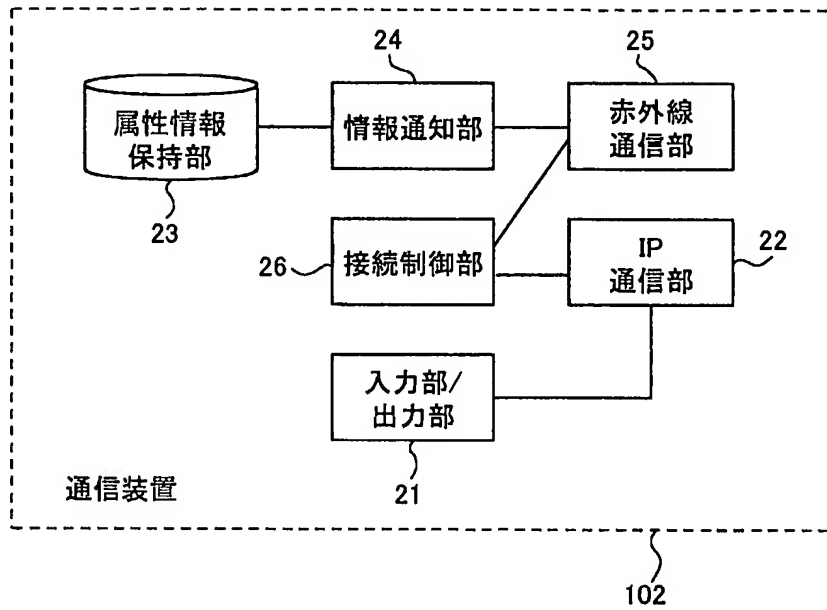 24
25
属性情報
保持部
情報通知部
赤外線
通信部
23
26
接続制御部
IP
通信部
22
入力部/
出力部
21
通信装置
102